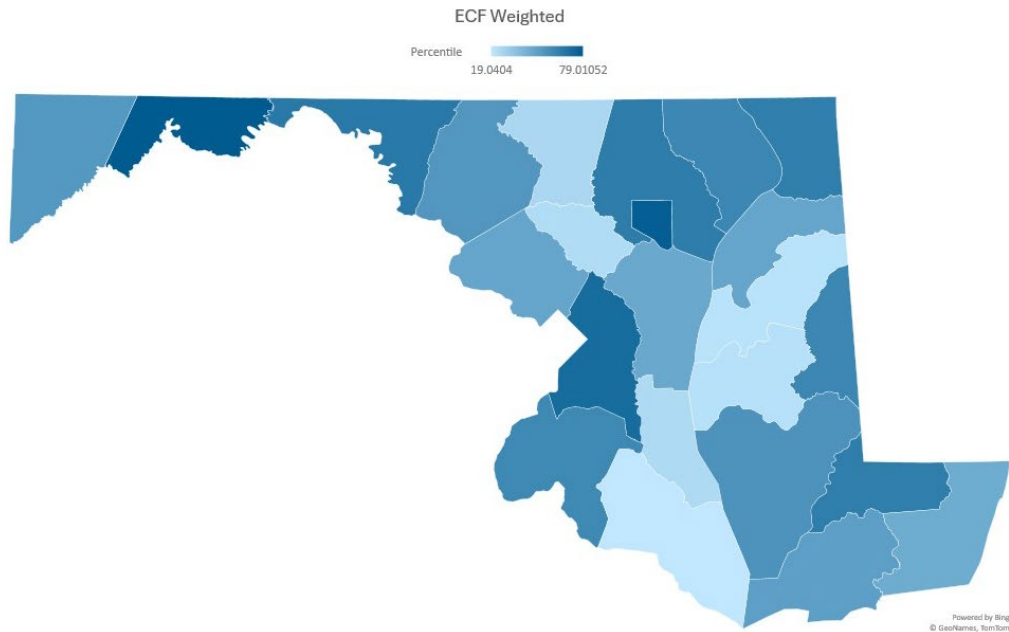 ECF Weighted
Percentile
19.0404 79.01052
Powered by Bing
© GeoNames, TomTom